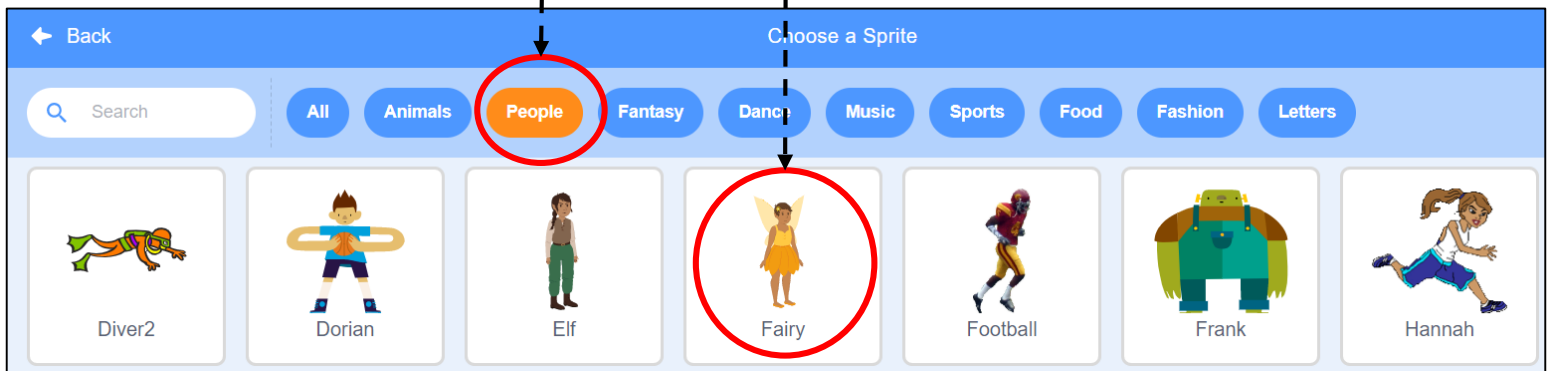 Back
Choose a Sprite
Search
All Animals People Fantasy Dance Music Sports Food Fashion Letters
Diver2 Dorian Elf Fairy Football Frank Hannah